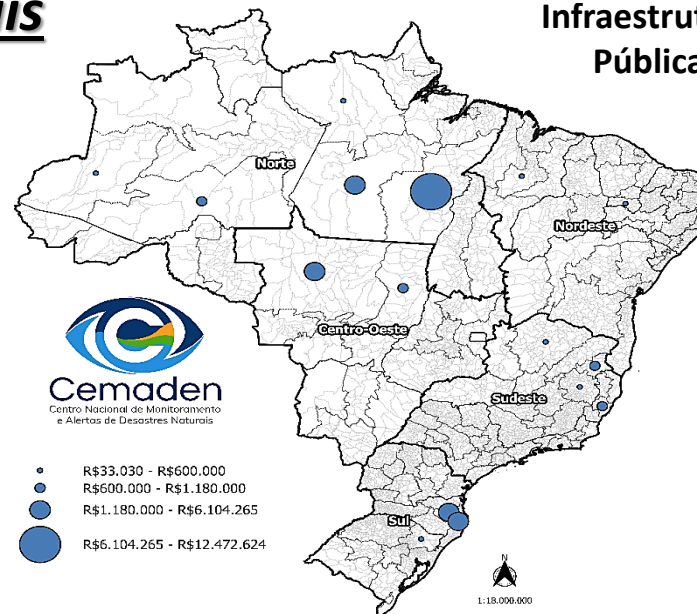 Infraestrut
Pública
Norte
Nordeste
Centro-Oeste
Sudeste
Sul
Cemaden
Centro Nacional de Monitoramento
e Alertas de Desastres Naturais
R$33.030 - R$600.000
R$600.000 - R$1.180.000
R$1.180.000 - R$6.104.265
R$6.104.265 - R$12.472.624
N
1:18.000.000